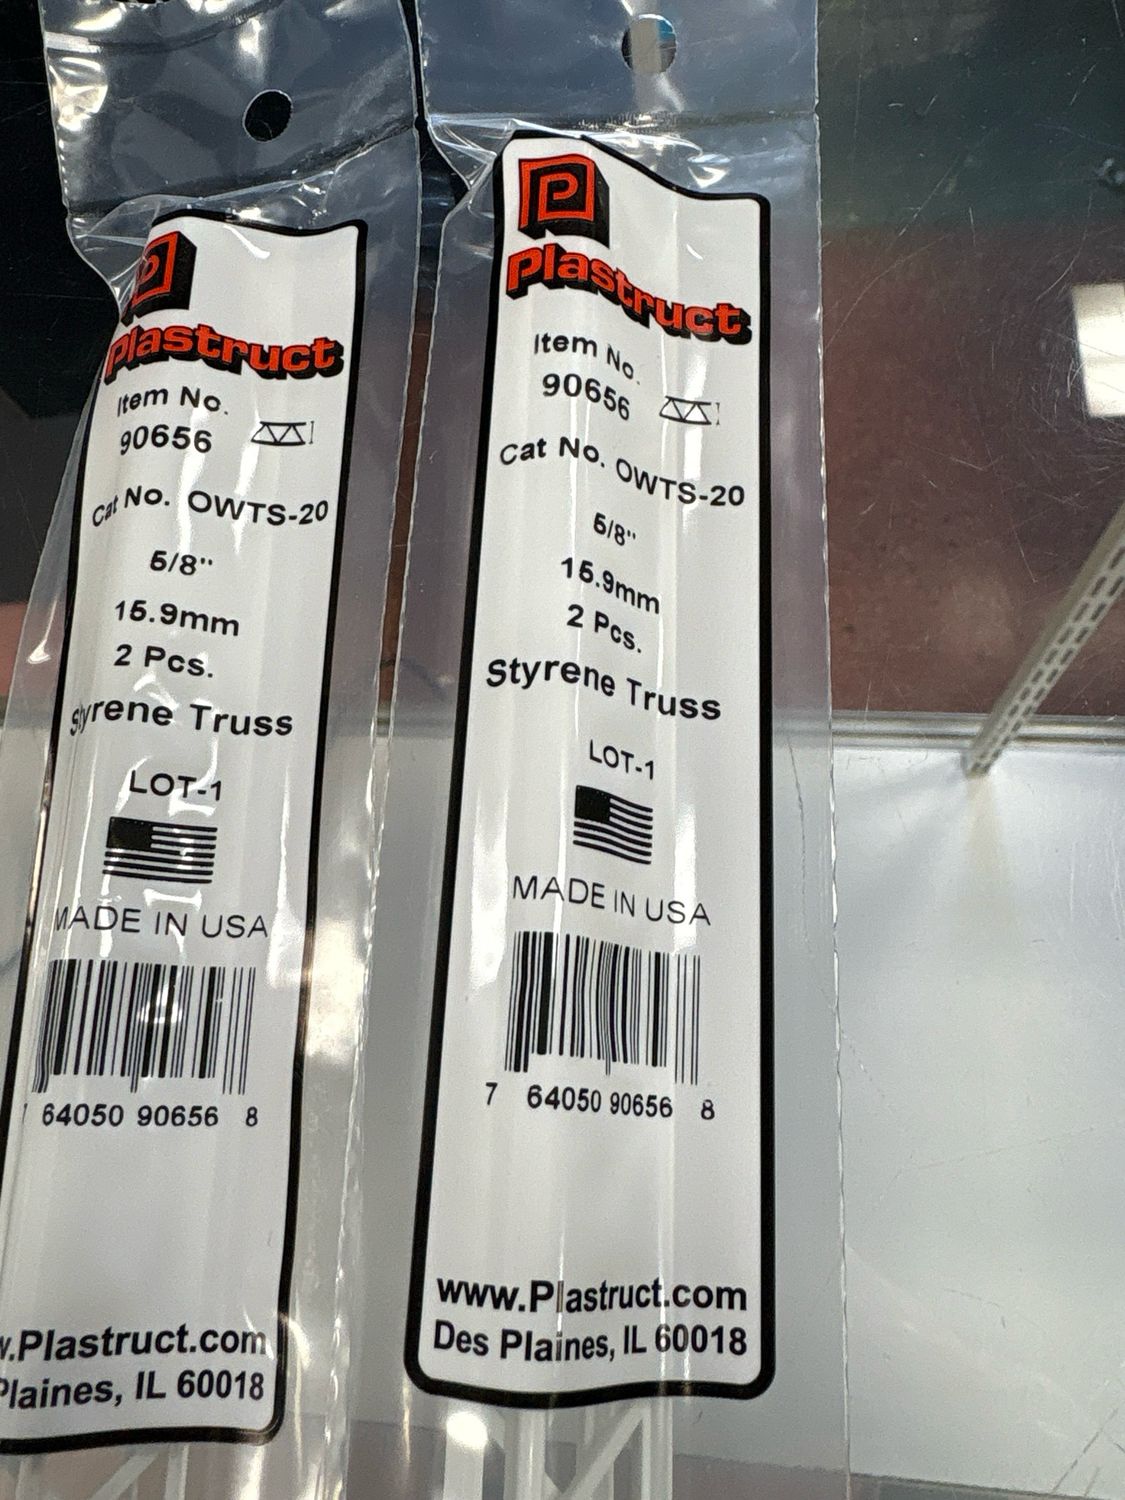 Plastruct
Item No.
90656
Cat No. OWTS-20
5/8"
15.9mm
2 Pcs.
Styrene Truss
LOT-1
MADE IN USA
64050 90656 8
.Plastruct.com
Plaines, IL 60018
P
Plastruct
Item No.
90656
Cat No. OWTS-20
5/8"
15.9mm
2 Pcs.
Styrene Truss
LOT-1
MADE IN USA
7 64050 90656 8
www.Plastruct.com
Des Plaines, IL 60018